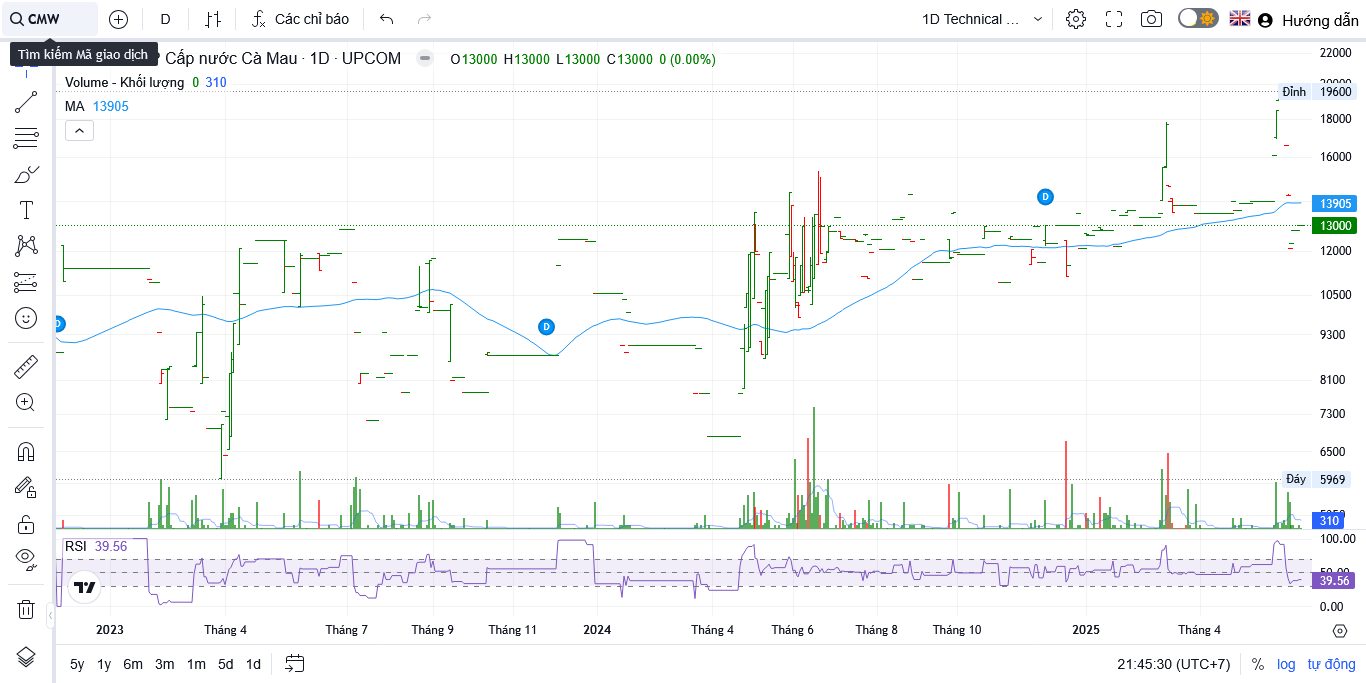 CMW
D
Các chỉ báo
1D Technical ...
Hướng dẫn
Tìm kiếm Mã giao dịch
Cấp nước Cà Mau · 1D · UPCOM
O13000 H13000 L13000 C13000 0 (0.00%)
Volume - Khối lượng 0 310
MA 13905
22000
20000
Đỉnh 19600
18000
16000
13905
13000
12000
10500
9300
8100
7300
6500
Đáy 5969
310
D
D
D
RSI 39.56
100.00
50.00
39.56
0.00
2023
Tháng 4
Tháng 7
Tháng 9
Tháng 11
2024
Tháng 4
Tháng 6
Tháng 8
Tháng 10
2025
Tháng 4
5y 1y 6m 3m 1m 5d 1d
21:45:30 (UTC+7)
% log tự động